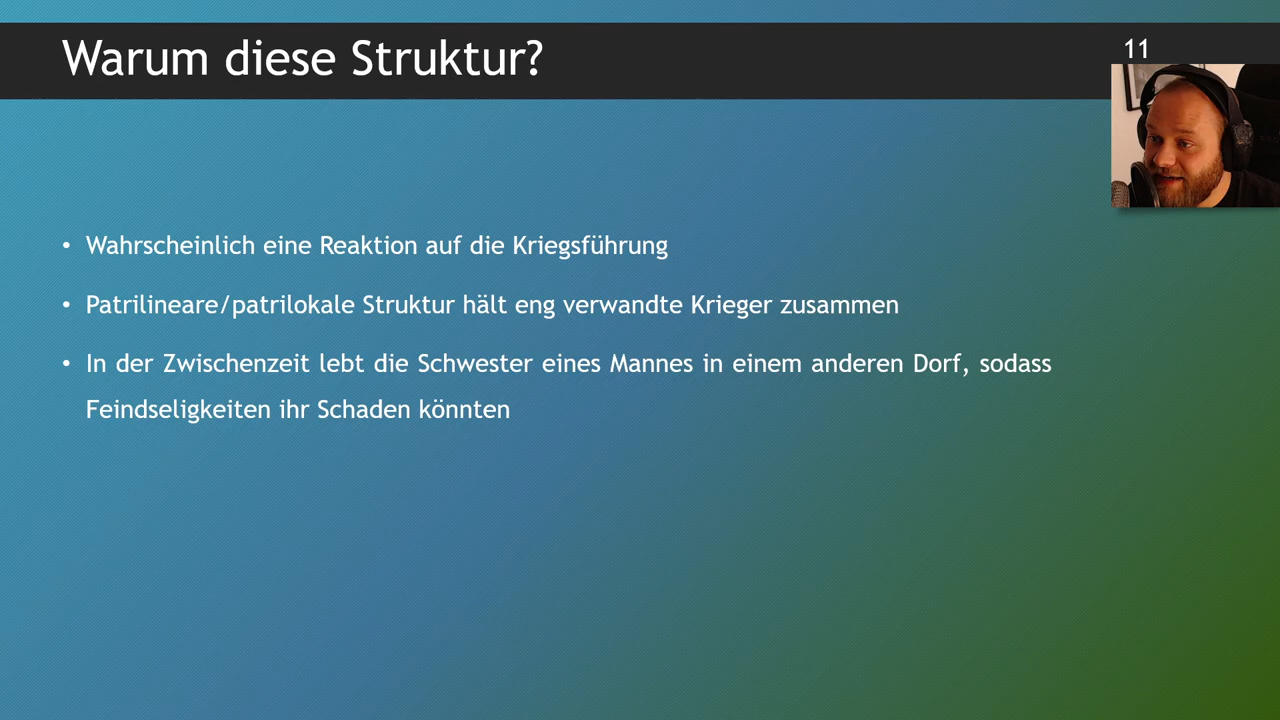 Warum diese Struktur?
11
• Wahrscheinlich eine Reaktion auf die Kriegsführung
• Patrilineare/patrilokale Struktur hält eng verwandte Krieger zusammen
• In der Zwischenzeit lebt die Schwester eines Mannes in einem anderen Dorf, sodass
Feindseligkeiten ihr Schaden könnten